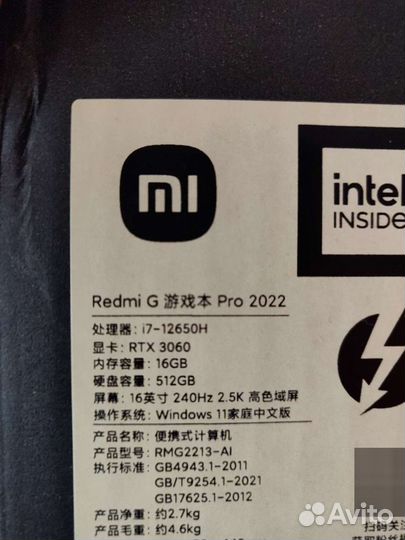 mi
intel
INSIDE
Redmi G 游戏本 Pro 2022
处理器: i7-12650H
显卡: RTX 3060
内存容量: 16GB
硬盘容量: 512GB
屏幕: 16英寸 240Hz 2.5K 高色域屏
操作系统: Windows 11家庭中文版
产品名称: 便携式计算机
产品型号: RMG2213-AI
执行标准: GB4943.1-2011
GB/T9254.1-2021
GB17625.1-2012
产品净重: 约2.7kg
产品毛重: 约4.6kg
扫码关
Avito